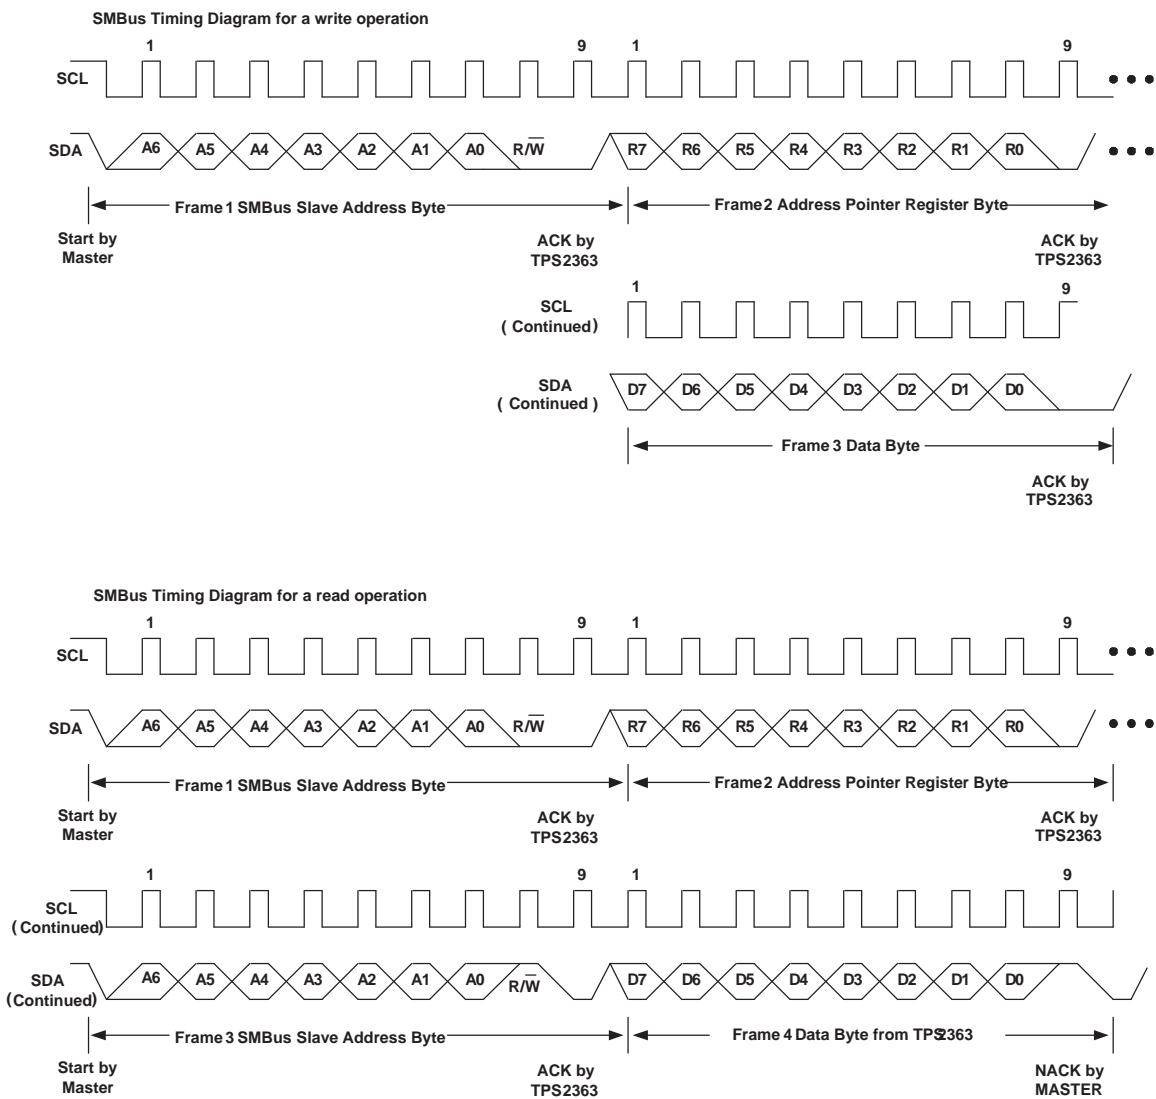 SMBus Timing Diagram for a write operation
1 9 1 9
SCL
SDA A6 A5 A4 A3 A2 A1 A0 R/W R7 R6 R5 R4 R3 R2 R1 R0
Frame 1 SMBus Slave Address Byte Frame 2 Address Pointer Register Byte
Start by
Master
ACK by
TPS2363
ACK by
TPS2363
1 9
SCL
( Continued)
SDA
( Continued )
D7 D6 D5 D4 D3 D2 D1 D0
Frame 3 Data Byte
ACK by
TPS2363
SMBus Timing Diagram for a read operation
1 9 1 9
SCL
SDA A6 A5 A4 A3 A2 A1 A0 R/W R7 R6 R5 R4 R3 R2 R1 R0
Frame 1 SMBus Slave Address Byte Frame 2 Address Pointer Register Byte
Start by
Master
ACK by
TPS2363
ACK by
TPS2363
1 9 1 9
SCL
( Continued)
SDA
(Continued)
A6 A5 A4 A3 A2 A1 A0 R/W D7 D6 D5 D4 D3 D2 D1 D0
Frame 3 SMBus Slave Address Byte Frame 4 Data Byte from TPS2363
Start by
Master
ACK by
TPS2363
NACK by
MASTER